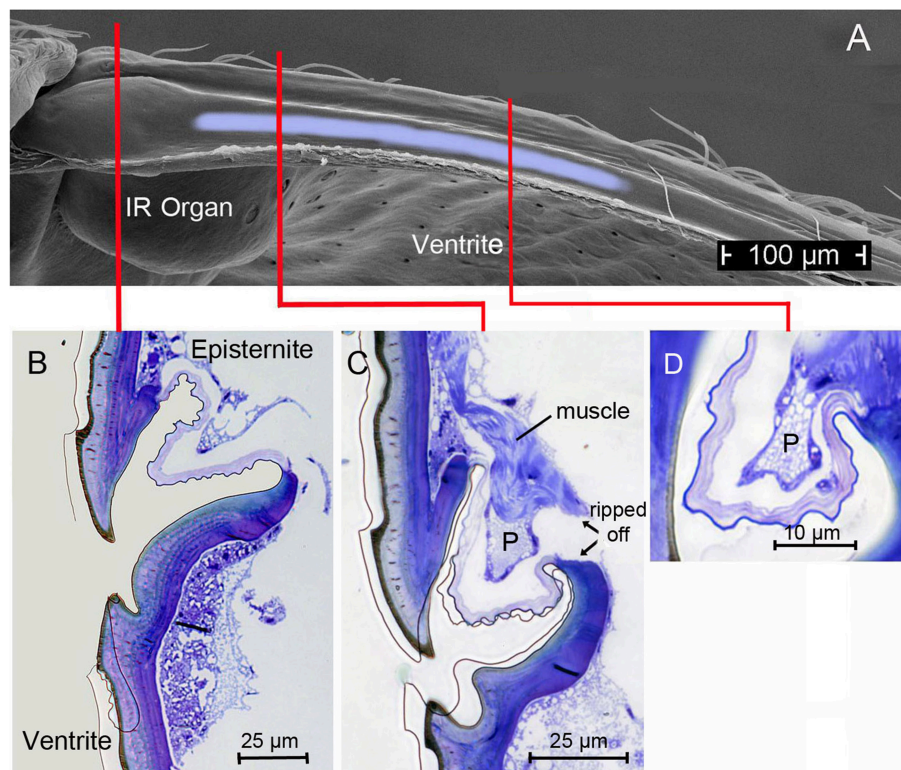 A
IR Organ
Ventrite
100 µm
B
Episternite
Ventrite
25 µm
C
muscle
ripped
off
P
25 µm
D
P
10 µm